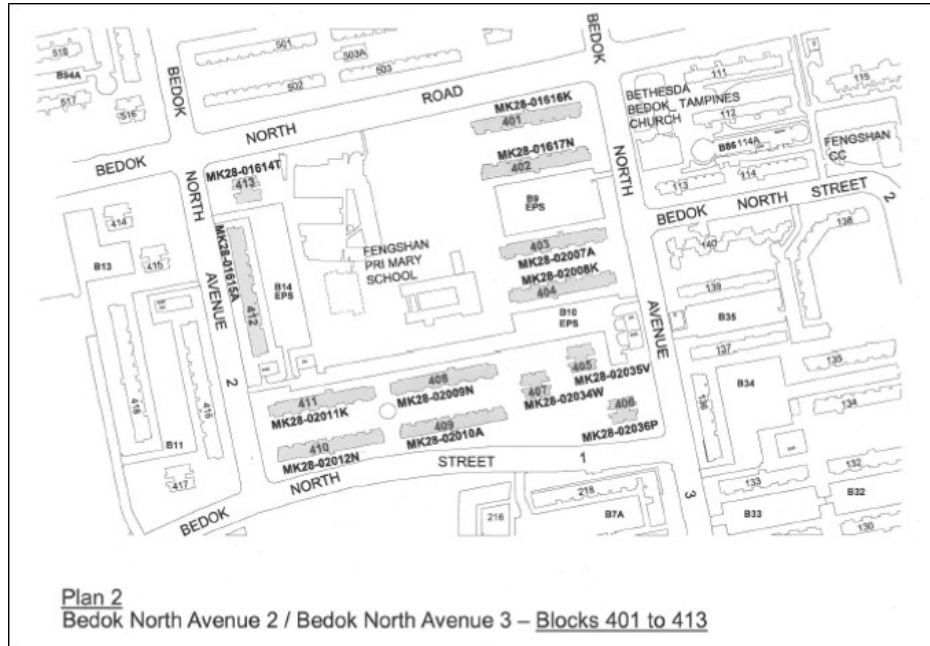 501
503A
518
B94A
517
502
503
516
BEDOK
BEDOK
ROAD
NORTH
BEDOK
MK28-01616K
401
BETHESDA
BEDOK TAMPINES
CHURCH
111
112
115
B86 114A
FENGSHAN
CC
MK28-01614T
413
MK28-01617N
402
NORTH
113
114
BEDOK NORTH STREET 2
NORTH
414
B13
415
MK28-01615A
412
AVENUE
B14
EPS
FENGSHAN
PRI MARY
SCHOOL
B9
EPS
403
MK28-02007A
MK28-02008K
404
140
138
139
B10
EPS
AVENUE
B35
137
135
2
418
416
B11
417
411
MK28-02011K
408
MK28-02009N
405
MK28-02035V
407
MK28-02034W
406
MK28-02036P
409
MK28-02010A
410
MK28-02012N
136
B34
134
STREET
1
NORTH
BEDOK
3
216
218
B7A
133
132
B33
B32
130
Plan 2
Bedok North Avenue 2 / Bedok North Avenue 3 – Blocks 401 to 413